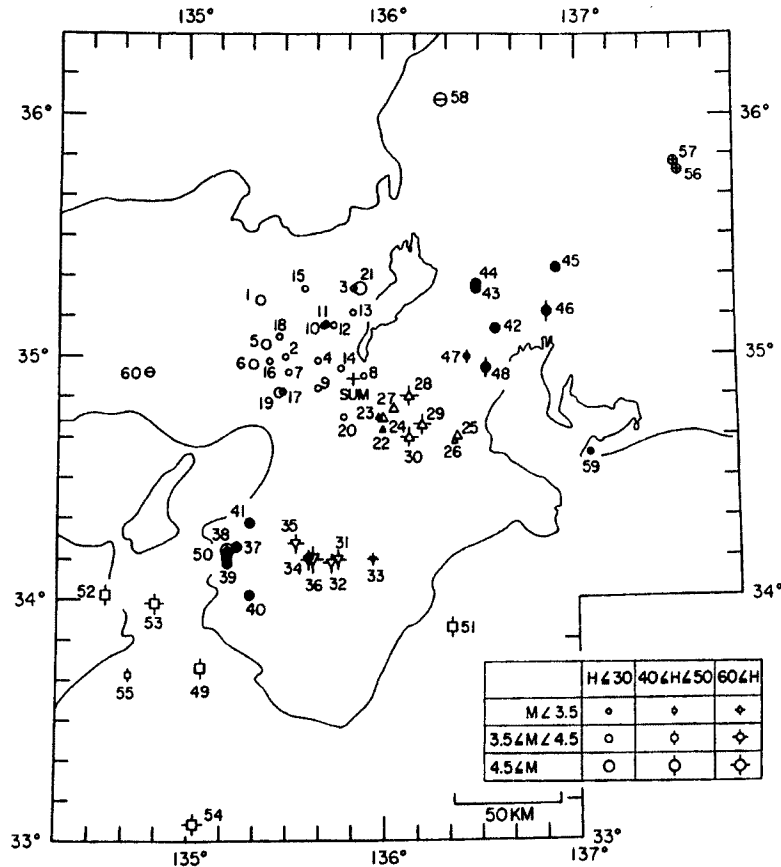 135° 136° 137°
36° 58 36°
57
56
15 3 21 44 45
1 43
18 11 13 46
10 12 42
5 2
35° 6 4 14 47 35°
60 16 7 8 48
9 SUM 28
19 17 27
20 23 24 29 25
22 30 26
59
41
38 35 31
50 37
34 33
39 36 32
52 40 34°
34° 53 51
55 49
H≦30 40≦H≦50 60≦H
M<3.5
3.5≦M<4.5
4.5≦M
50KM
54
33° 33°
135° 136° 137°